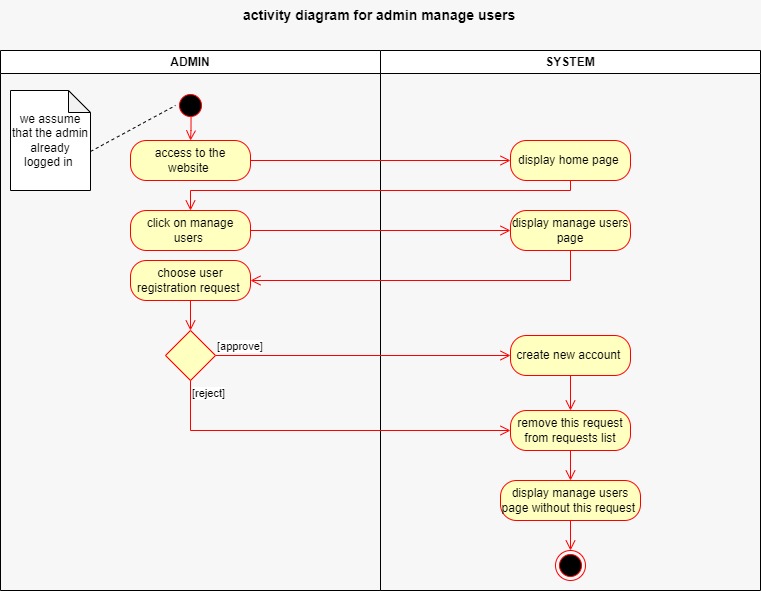 activity diagram for admin manage users
ADMIN
SYSTEM
we assume
that the admin
already
logged in
access to the
website
display home page
click on manage
users
display manage users
page
choose user
registration request
[approve]
create new account
[reject]
remove this request
from requests list
display manage users
page without this request